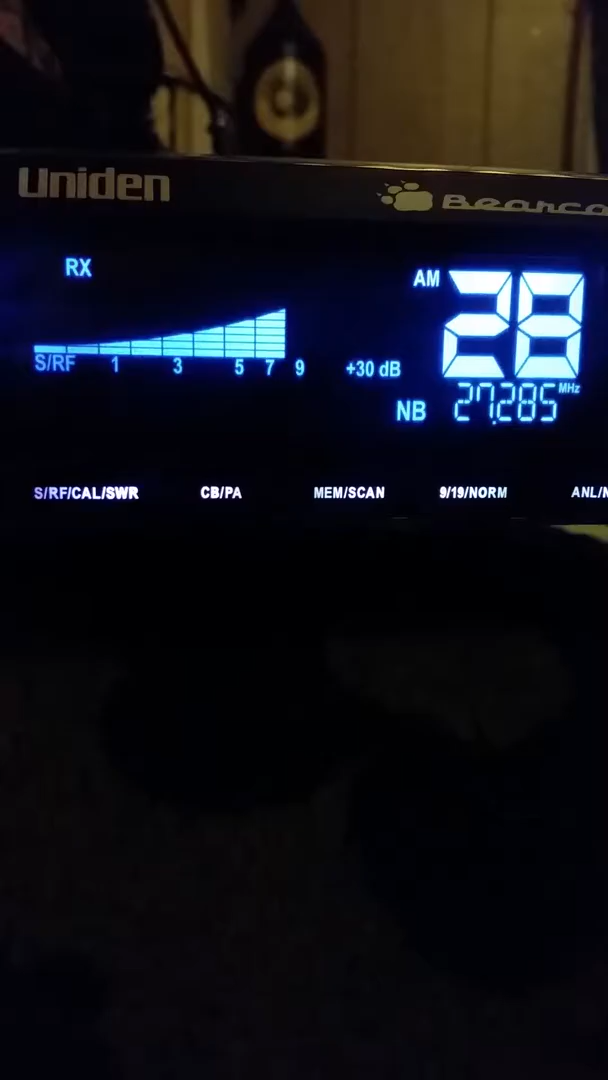 Uniden Bearca
RX
AM 28
S/RF 1 3 5 7 9 +30 dB
NB 27.285 MHz
S/RF/CAL/SWR CB/PA MEM/SCAN 9/19/NORM ANL/N